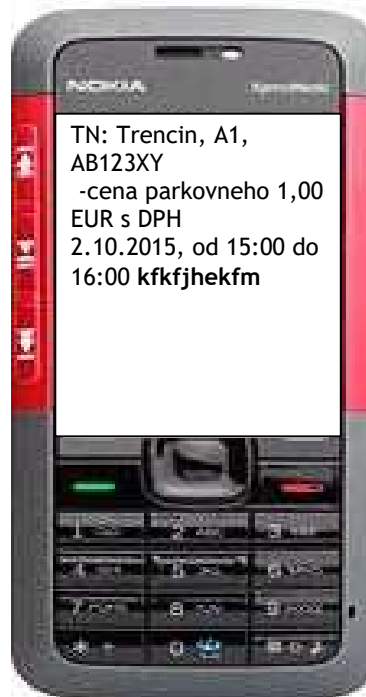 NOKIA
TN: Trencin, A1,
AB123XY
-cena parkovneho 1,00
EUR s DPH
2.10.2015, od 15:00 do
16:00 kfkfjhekfm